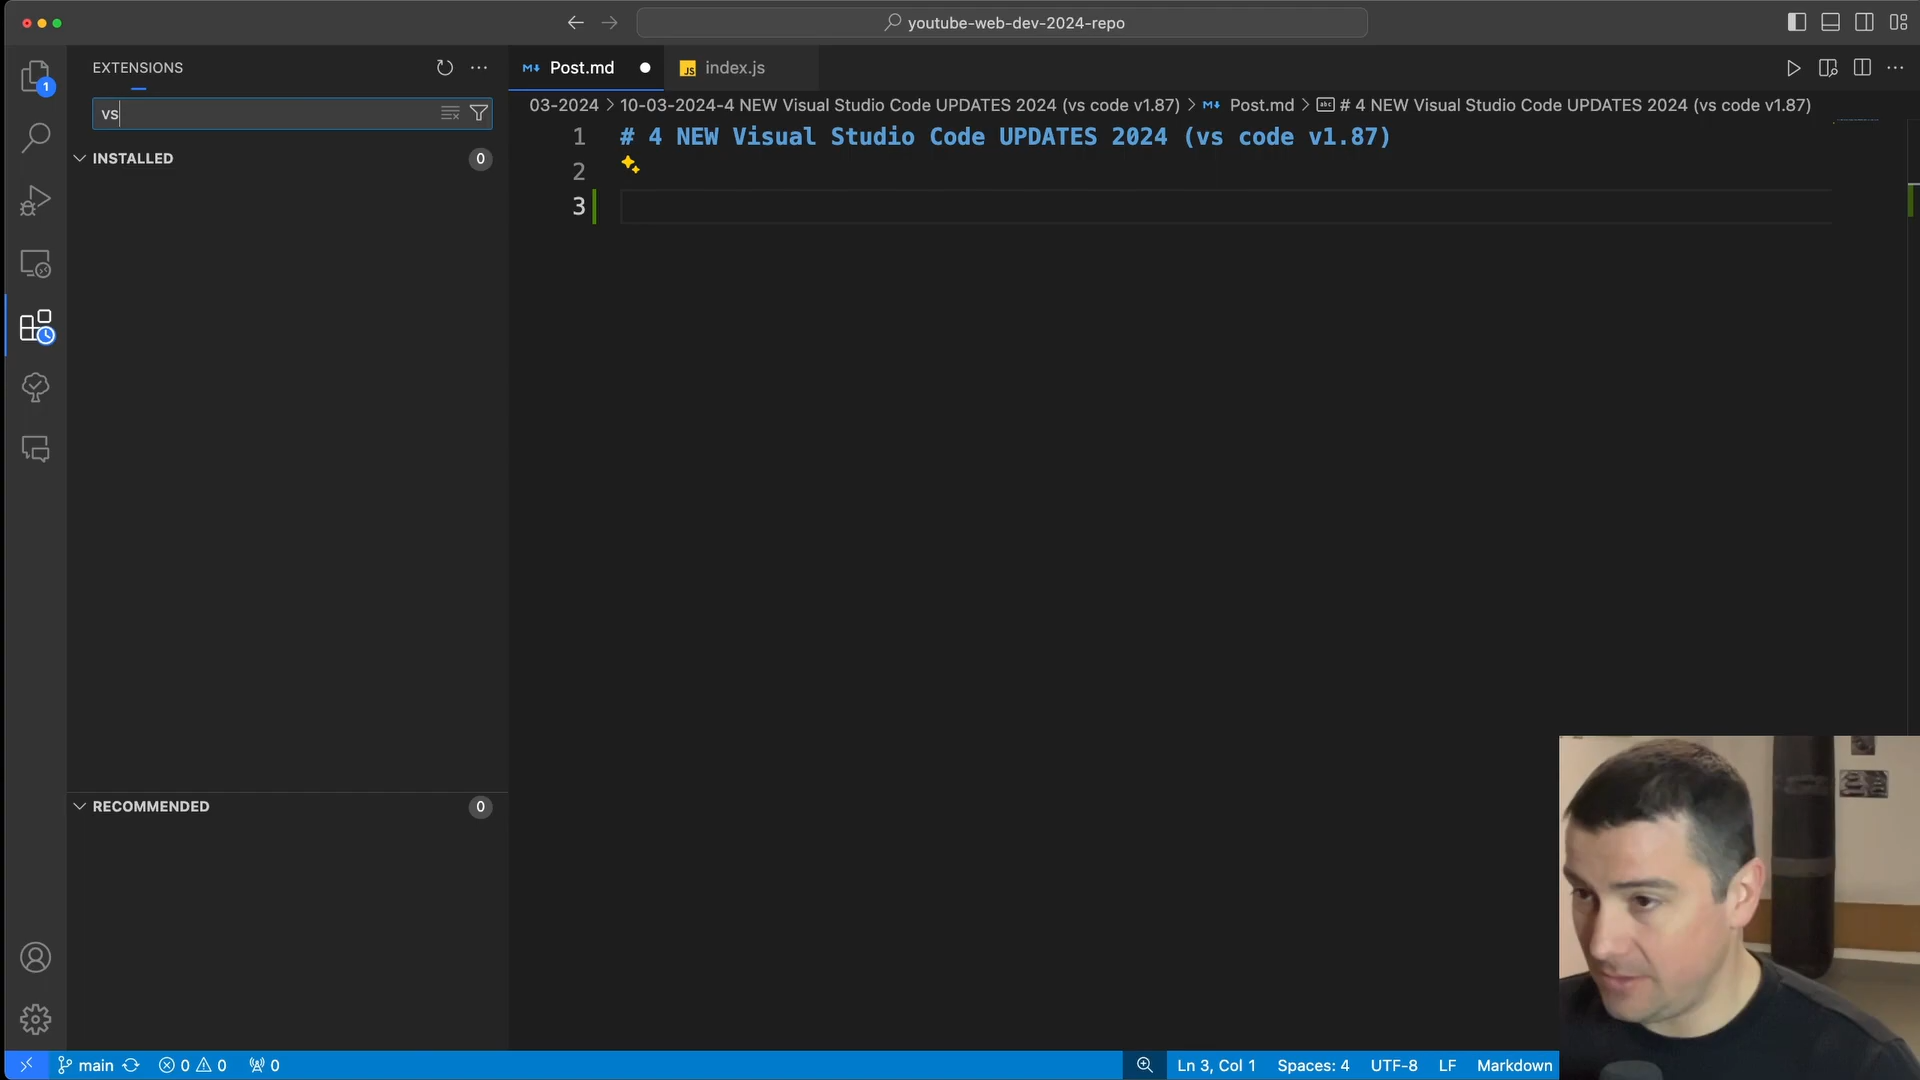 youtube-web-dev-2024-repo
EXTENSIONS
Post.md
JS index.js
1
vs
03-2024 > 10-03-2024-4 NEW Visual Studio Code UPDATES 2024 (vs code v1.87) > Post.md > abc # 4 NEW Visual Studio Code UPDATES 2024 (vs code v1.87)
1 # 4 NEW Visual Studio Code UPDATES 2024 (vs code v1.87)
INSTALLED 0
2
3
RECOMMENDED 0
main 0 0 0 Ln 3, Col 1 Spaces: 4 UTF-8 LF Markdown